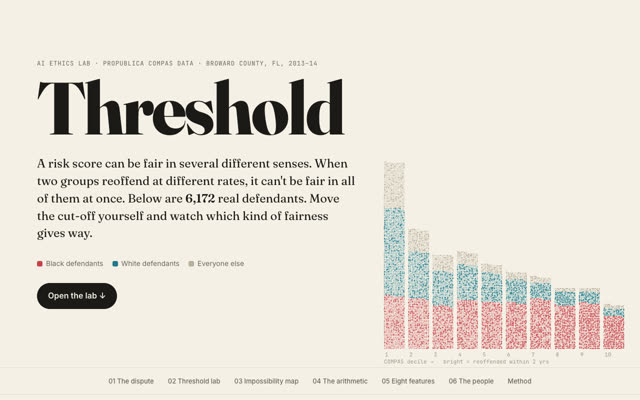 AI ETHICS LAB · PROPUBLICA COMPAS DATA · BROWARD COUNTY, FL, 2013–14
Threshold
A risk score can be fair in several different senses. When
two groups reoffend at different rates, it can't be fair in all
of them at once. Below are 6,172 real defendants. Move
the cut-off yourself and watch which kind of fairness
gives way.
Black defendants White defendants Everyone else
Open the lab ↓
1 2 3 4 5 6 7 8 9 10
COMPAS decile → bright = reoffended within 2 yrs
01 The dispute 02 Threshold lab 03 Impossibility map 04 The arithmetic 05 Eight features 06 The people Method